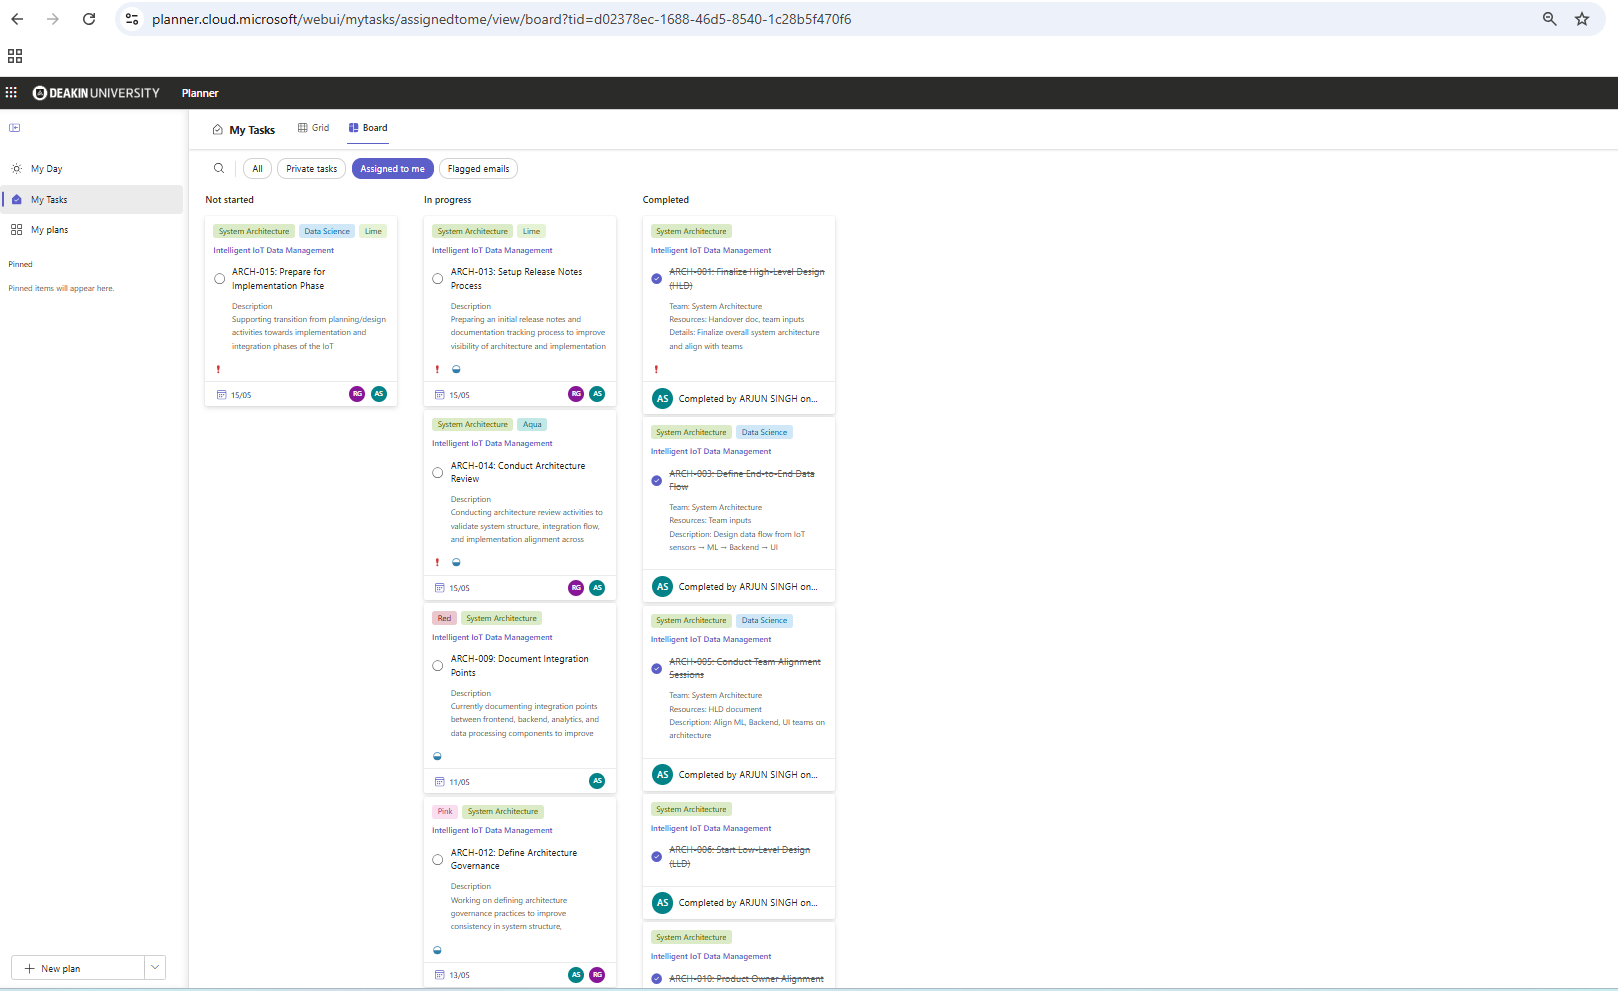 planner.cloud.microsoft/webui/mytasks/assignedtome/view/board?tid=d02378ec-1688-46d5-8540-1c28b5f470f6
DEAKIN UNIVERSITY
Planner
My Day
My Tasks
My plans
Pinned
Pinned items will appear here.
New plan
My Tasks
Grid
Board
All
Private tasks
Assigned to me
Flagged emails
Not started
System Architecture
Data Science
Lime
Intelligent IoT Data Management
ARCH-015: Prepare for
Implementation Phase
Description
Supporting transition from planning/design
activities towards implementation and
integration phases of the IoT
15/05
RG
AS
In progress
System Architecture
Lime
Intelligent IoT Data Management
ARCH-013: Setup Release Notes
Process
Description
Preparing an initial release notes and
documentation tracking process to improve
visibility of architecture and implementation
15/05
RG
AS
System Architecture
Aqua
Intelligent IoT Data Management
ARCH-014: Conduct Architecture
Review
Description
Conducting architecture review activities to
validate system structure, integration flow,
and implementation alignment across
15/05
RG
AS
Red
System Architecture
Intelligent IoT Data Management
ARCH-009: Document Integration
Points
Description
Currently documenting integration points
between frontend, backend, analytics, and
data processing components to improve
11/05
AS
Pink
System Architecture
Intelligent IoT Data Management
ARCH-012: Define Architecture
Governance
Description
Working on defining architecture
governance practices to improve
consistency in system structure,
13/05
AS
RG
Completed
System Architecture
Intelligent IoT Data Management
ARCH-001: Finalize High-Level Design
(HLD)
Team: System Architecture
Resources: Handover doc, team inputs
Details: Finalize overall system architecture
and align with teams
AS
Completed by ARJUN SINGH on...
System Architecture
Data Science
Intelligent IoT Data Management
ARCH-003: Define End-to-End Data
Flow
Team: System Architecture
Resources: Team inputs
Description: Design data flow from IoT
sensors → ML → Backend → UI
AS
Completed by ARJUN SINGH on...
System Architecture
Data Science
Intelligent IoT Data Management
ARCH-005: Conduct Team Alignment
Sessions
Team: System Architecture
Resources: HLD document
Description: Align ML, Backend, UI teams on
architecture
AS
Completed by ARJUN SINGH on...
System Architecture
Intelligent IoT Data Management
ARCH-006: Start Low-Level Design
(LLD)
AS
Completed by ARJUN SINGH on...
System Architecture
Intelligent IoT Data Management
ARCH-010: Product Owner Alignment